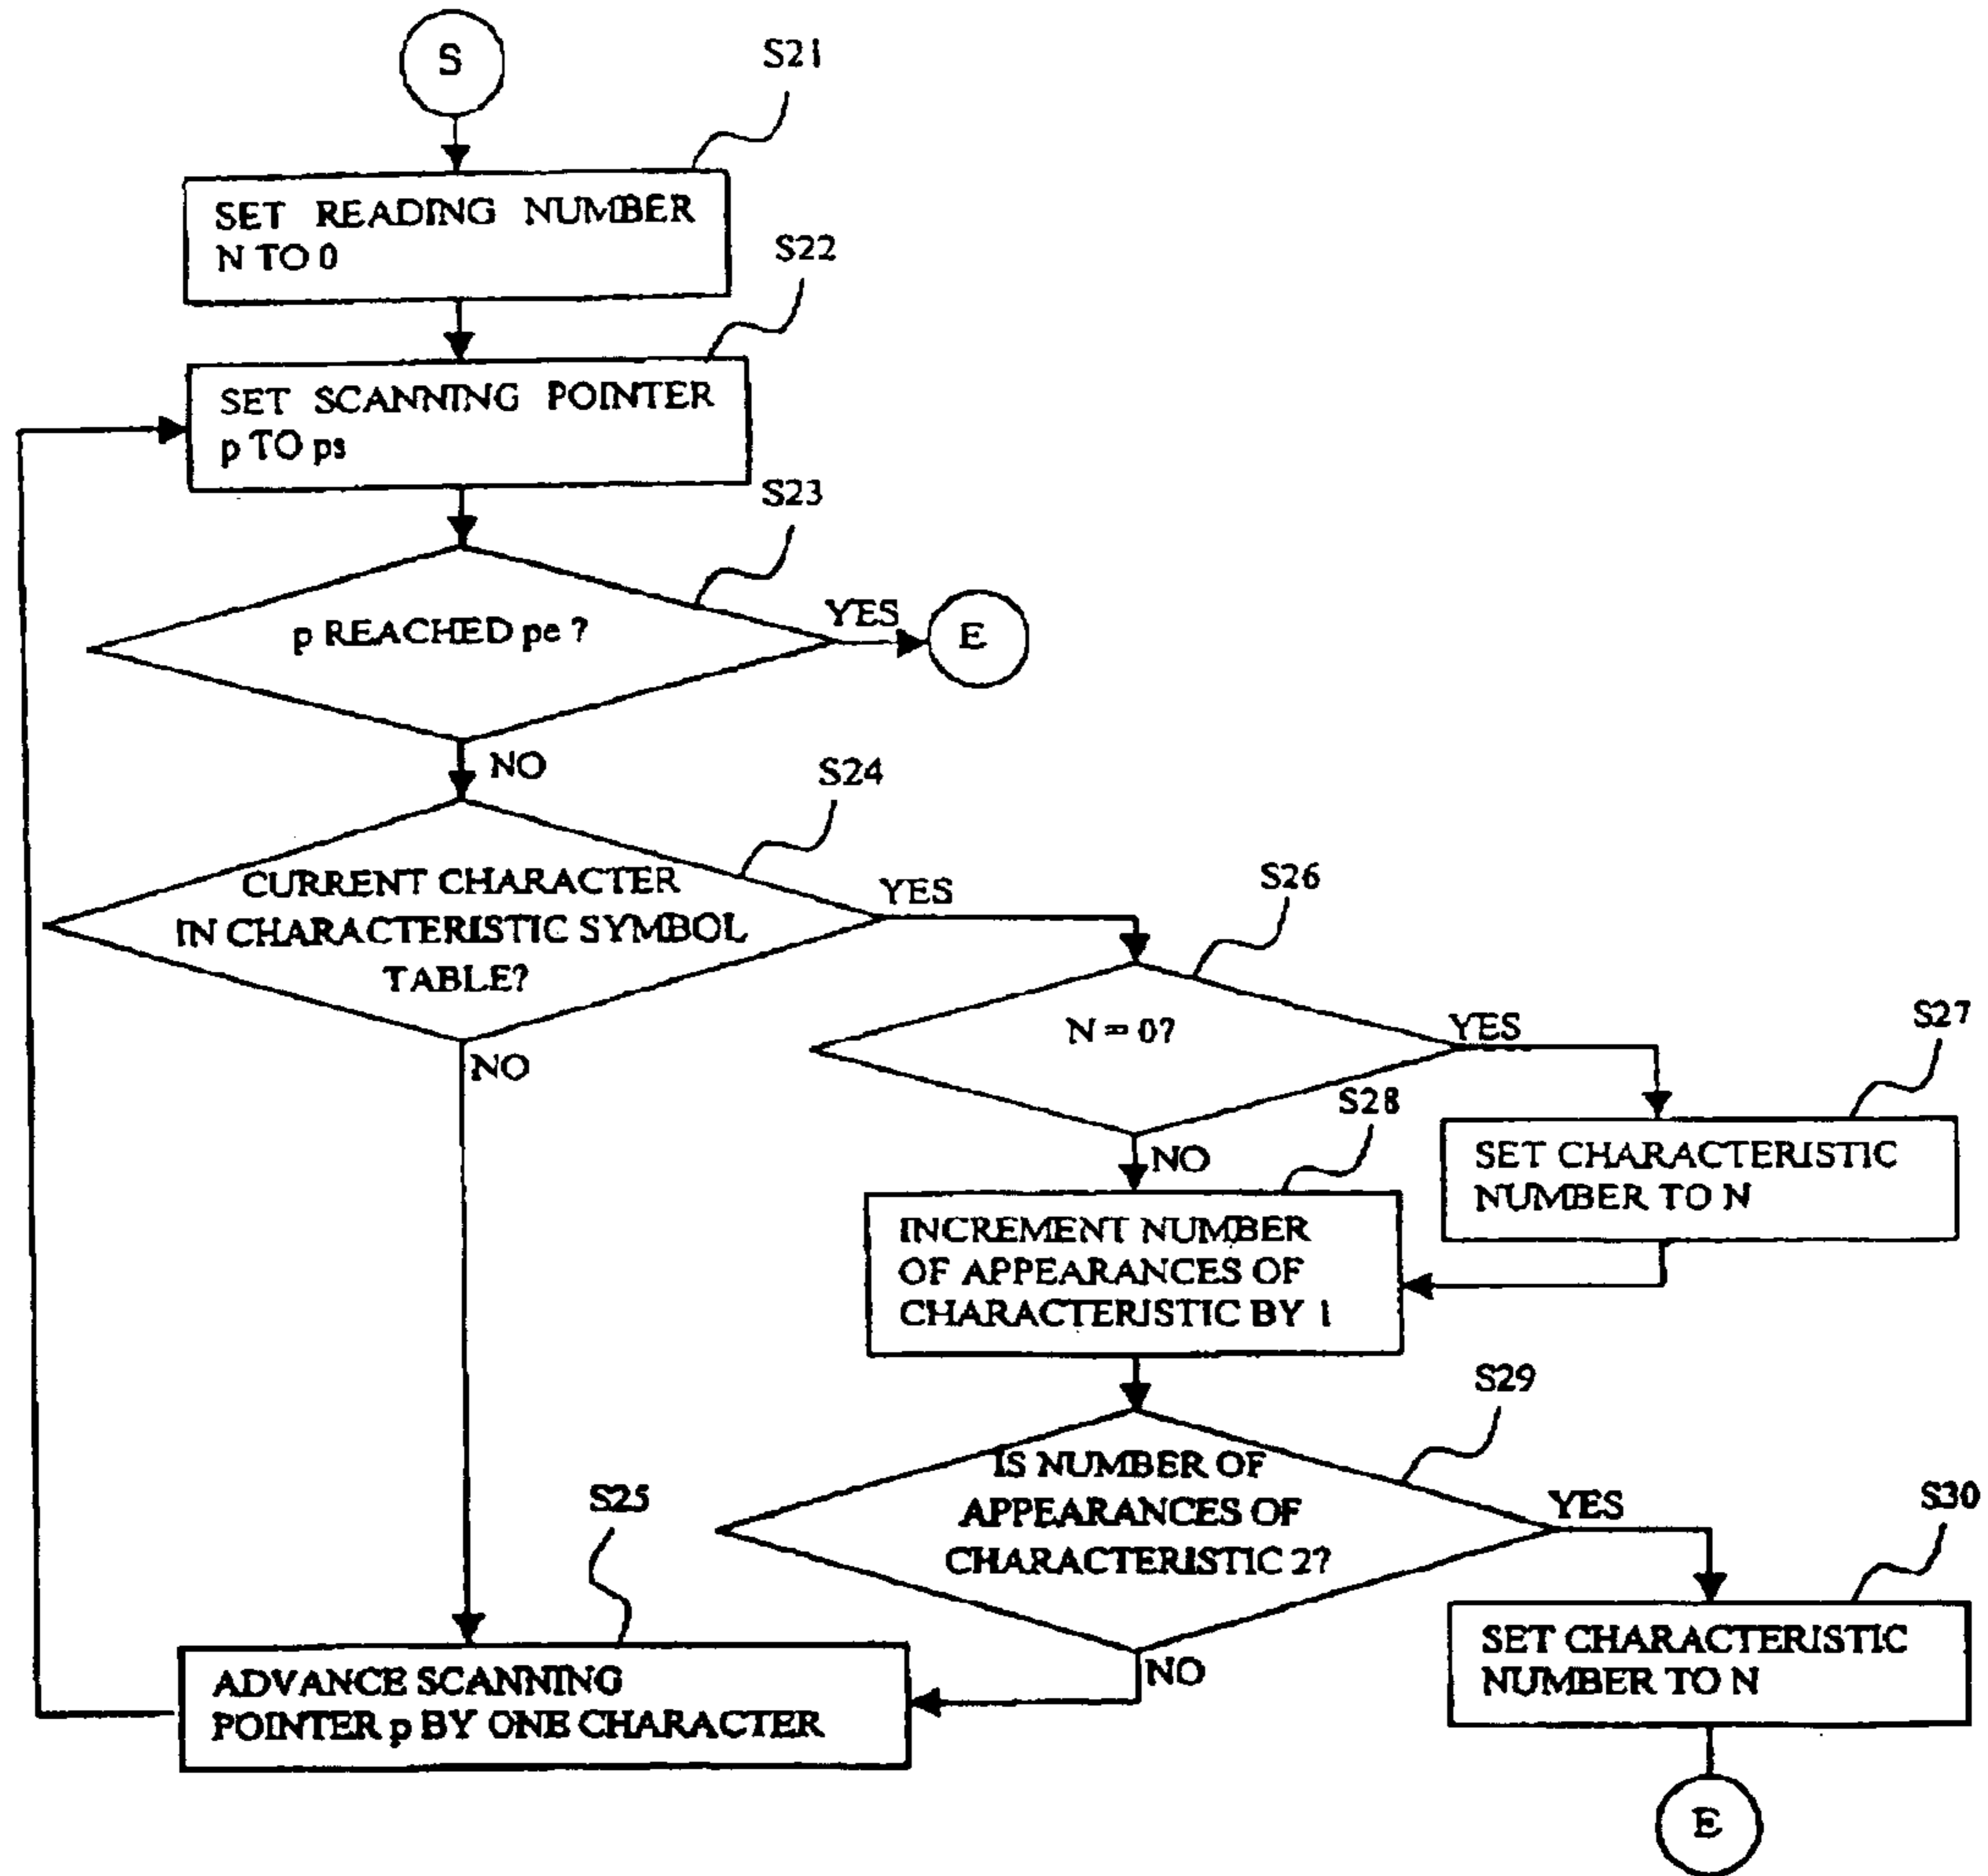 S
S21
SET READING NUMBER
N TO 0
S22
SET SCANNING POINTER
p TO ps
S23
p REACHED pe ?
YES
E
NO
S24
CURRENT CHARACTER
IN CHARACTERISTIC SYMBOL
TABLE?
YES
NO
S26
N = 0?
YES
S27
SET CHARACTERISTIC
NUMBER TO N
NO
S28
INCREMENT NUMBER
OF APPEARANCES OF
CHARACTERISTIC BY 1
S29
IS NUMBER OF
APPEARANCES OF
CHARACTERISTIC 2?
YES
S30
SET CHARACTERISTIC
NUMBER TO N
E
NO
S25
ADVANCE SCANNING
POINTER p BY ONE CHARACTER